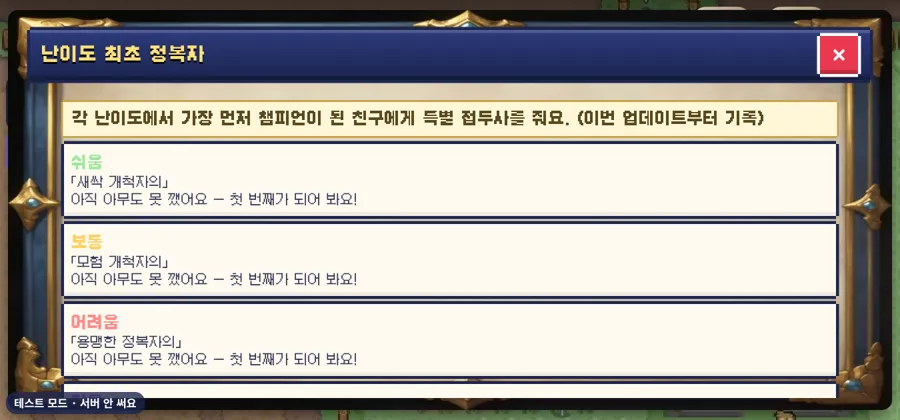 난이도 최초 정복자
×
각 난이도에서 가장 먼저 챔피언이 된 친구에게 특별 접두사를 줘요. (이번 업데이트부터 기록)
쉬움
「새싹 개척자의」
아직 아무도 못 깼어요 — 첫 번째가 되어 봐요!
보통
「모험 개척자의」
아직 아무도 못 깼어요 — 첫 번째가 되어 봐요!
어려움
「용맹한 정복자의」
아직 아무도 못 깼어요 — 첫 번째가 되어 봐요!
테스트 모드 · 서버 안 써요